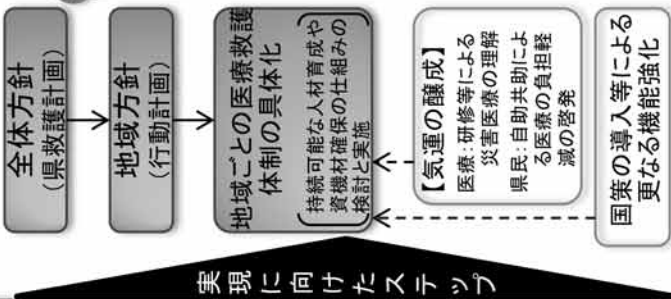 全体方針
（県救護計画）
地域方針
（行動計画）
地域ごとの医療救護
体制の具体化
持続可能な人材育成や
資機材確保の仕組みの
検討と実施
【気運の醸成】
医療：研修等による
災害医療の理解
県民：自助共助によ
る医療の負担軽
減の啓発
国策の導入等による
更なる機能強化
実現に向けたステップ